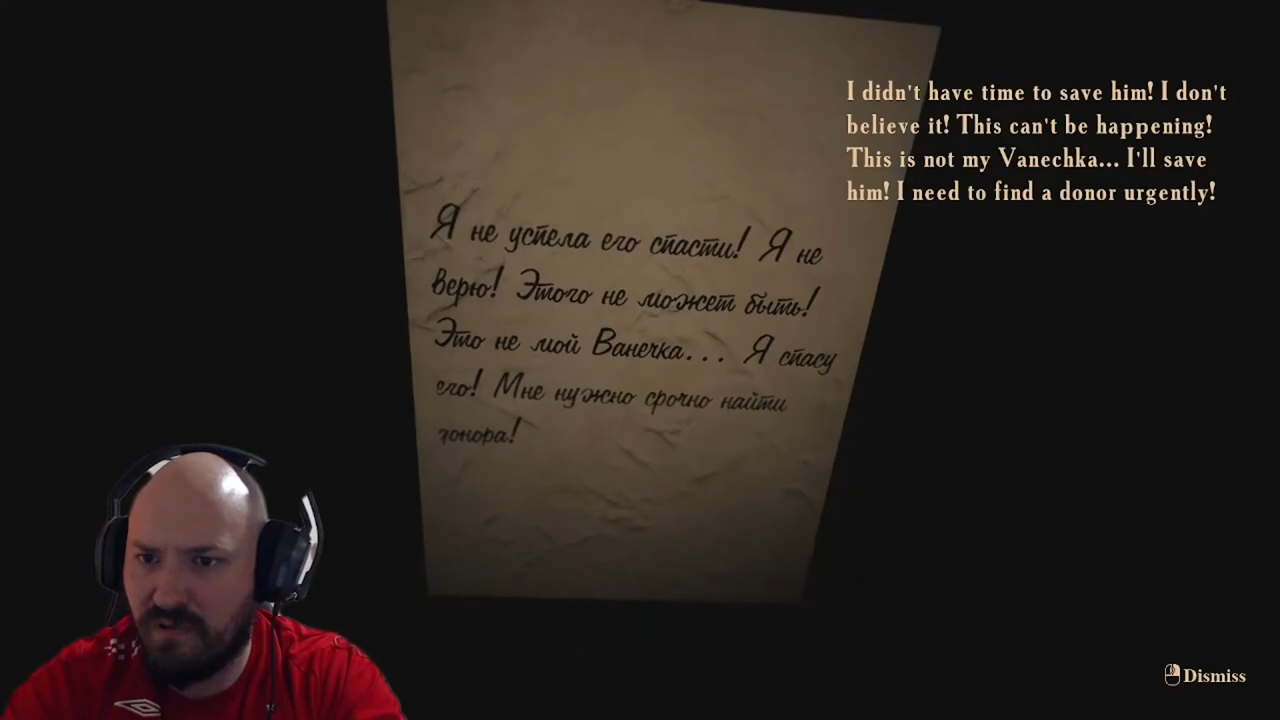 I didn't have time to save him! I don't
believe it! This can't be happening!
This is not my Vanechka... I'll save
him! I need to find a donor urgently!
Я не успела его спасти! Я не
верю! Этого не может быть!
Это не мой Ванечка... Я спасу
его! Мне нужно срочно найти
донора!
Dismiss